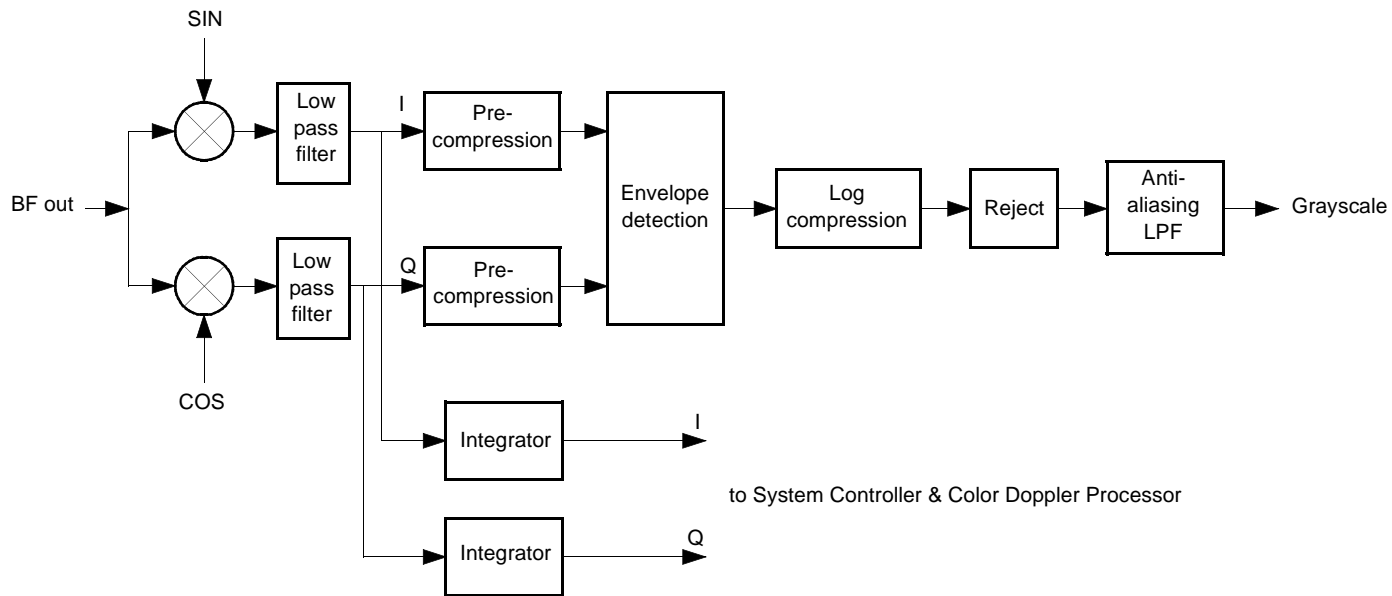 SIN
Low
pass
filter
I
Pre-
compression
Envelope
detection
Log
compression
Reject
Anti-
aliasing
LPF
Grayscale
BF out
Low
pass
filter
Q
Pre-
compression
COS
Integrator
I
to System Controller & Color Doppler Processor
Integrator
Q